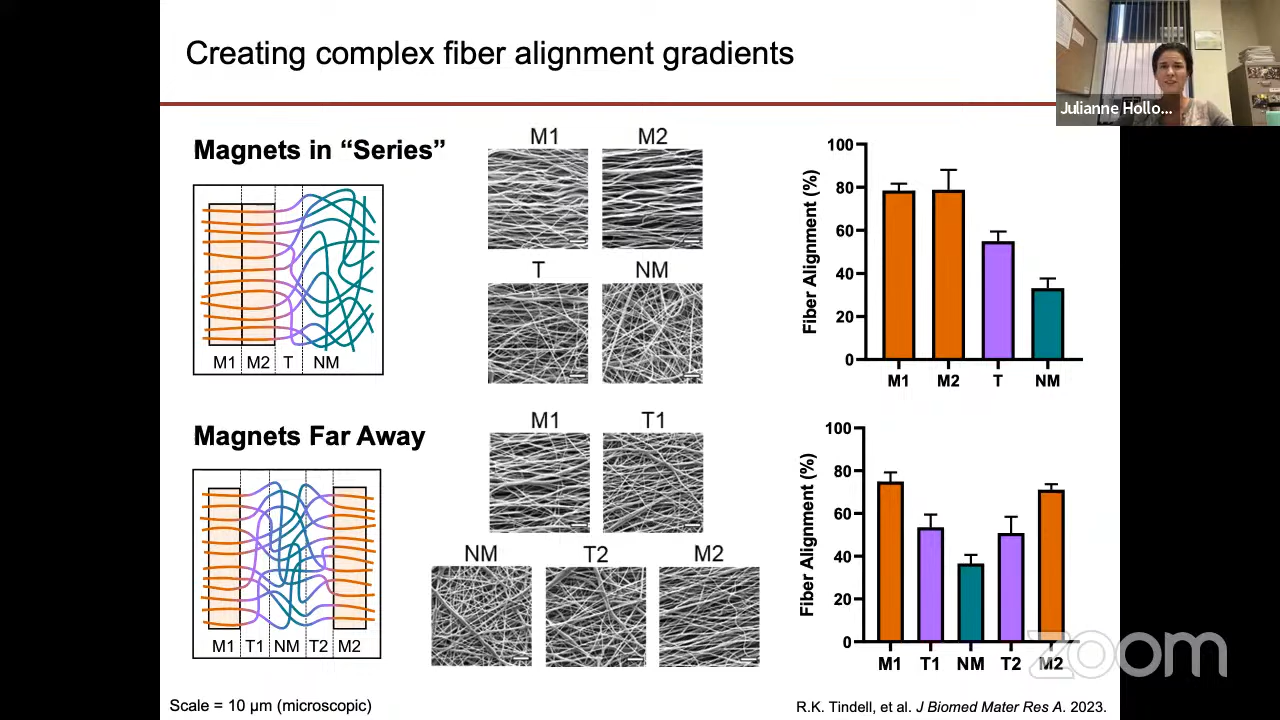 Creating complex fiber alignment gradients
Julianne Hollo...
Magnets in “Series”
M1 M2 T NM
M1 M2
T NM
Fiber Alignment (%)
100
80
60
40
20
0
M1 M2 T NM
Magnets Far Away
M1 T1 NM T2 M2
M1 T1
NM T2 M2
Fiber Alignment (%)
100
80
60
40
20
0
M1 T1 NM T2 M2
zoom
Scale = 10 µm (microscopic)
R.K. Tindell, et al. J Biomed Mater Res A. 2023.